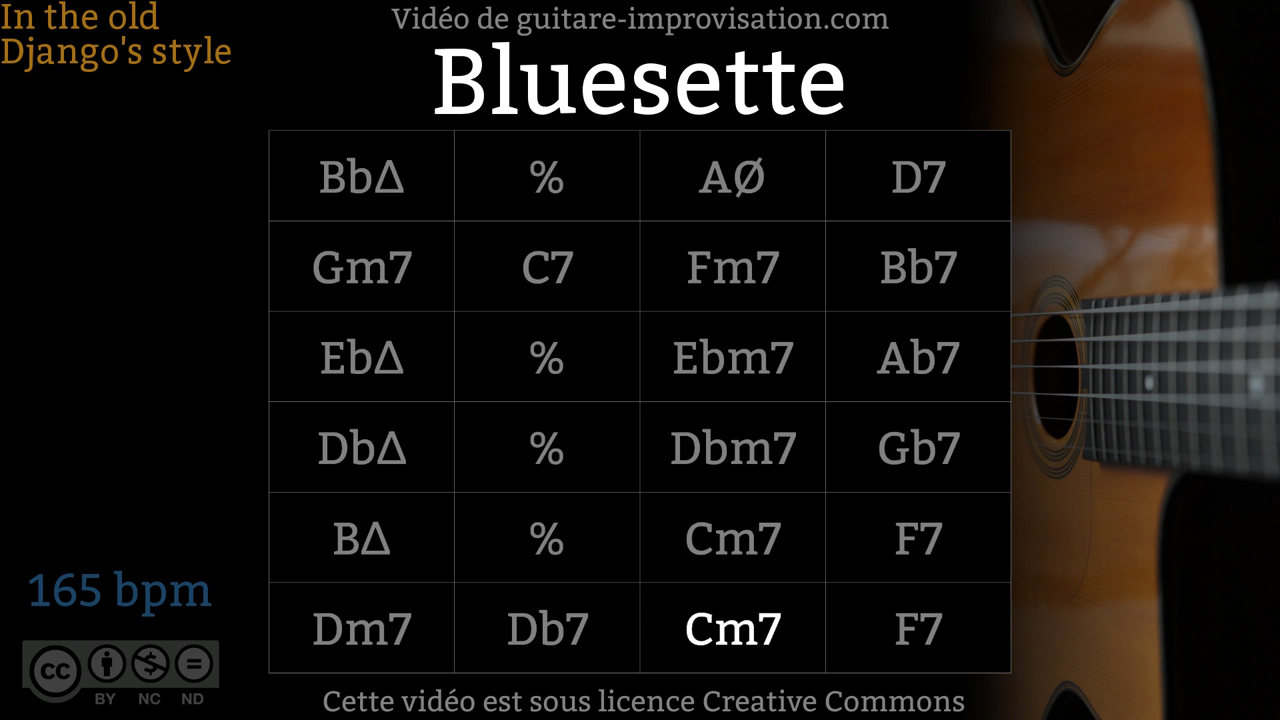 In the old
Django's style
Vidéo de guitare-improvisation.com
Bluesette
BbΔ % AØ D7
Gm7 C7 Fm7 Bb7
EbΔ % Ebm7 Ab7
DbΔ % Dbm7 Gb7
BΔ % Cm7 F7
Dm7 Db7 Cm7 F7
165 bpm
cc
BY NC ND
Cette vidéo est sous licence Creative Commons